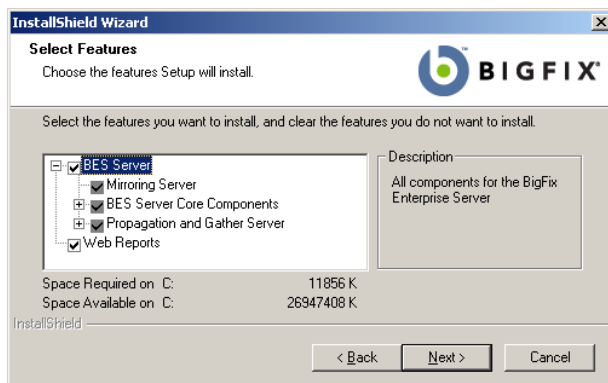 InstallShield Wizard
Select Features
Choose the features Setup will install.
BIGFIX
Select the features you want to install, and clear the features you do not want to install.
BES Server
Mirroring Server
BES Server Core Components
Propagation and Gather Server
Web Reports
Description
All components for the BigFix
Enterprise Server
Space Required on C: 11856 K
Space Available on C: 26947408 K
InstallShield
< Back
Next >
Cancel